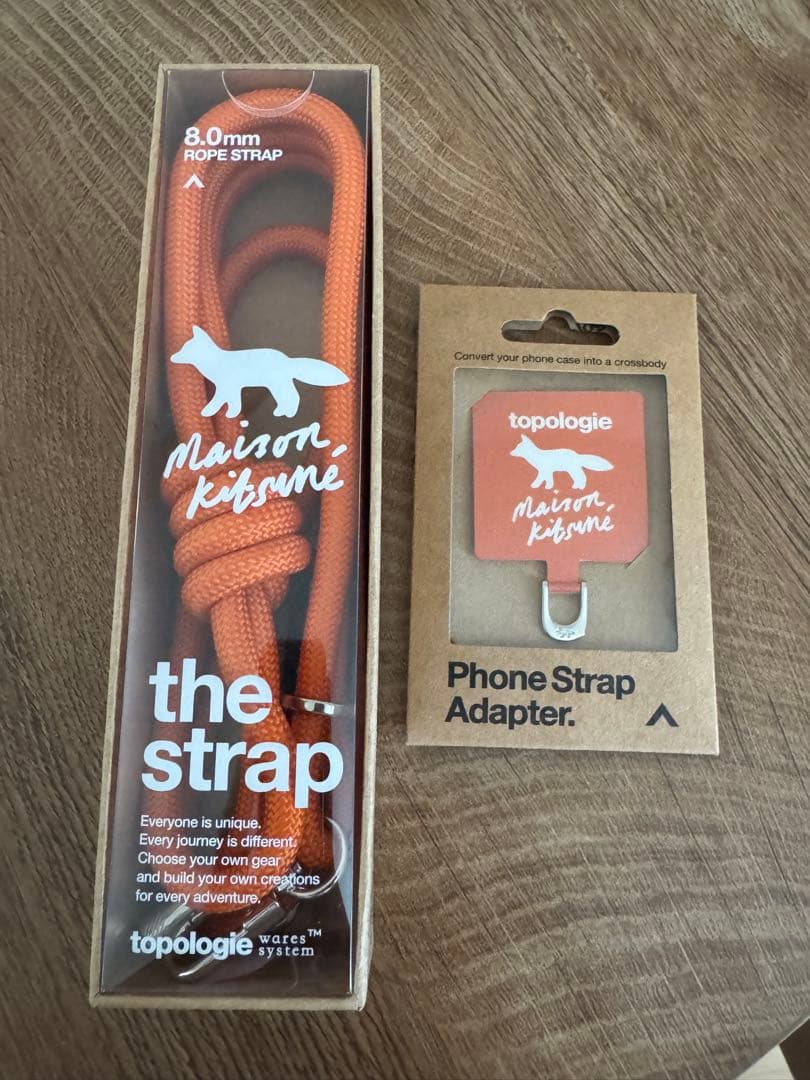 8.0mm
ROPE STRAP
Maison
Kitsuné
the
strap
Everyone is unique.
Every journey is different.
Choose your own gear
and build your own creations
for every adventure.
topologie wares system™
Convert your phone case into a crossbody
topologie
Maison
Kitsuné
Phone Strap
Adapter.